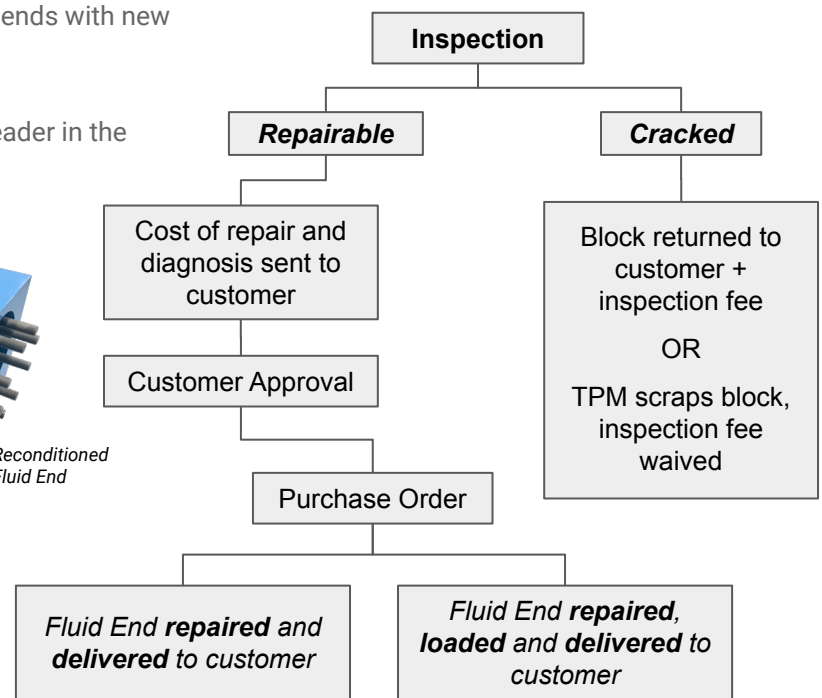 ends with new
eader in the
Inspection
Repairable
Cracked
Cost of repair and
diagnosis sent to
customer
Block returned to
customer +
inspection fee
OR
TPM scraps block,
inspection fee
waived
Customer Approval
Reconditioned
Fluid End
Purchase Order
Fluid End repaired and
delivered to customer
Fluid End repaired,
loaded and delivered to
customer